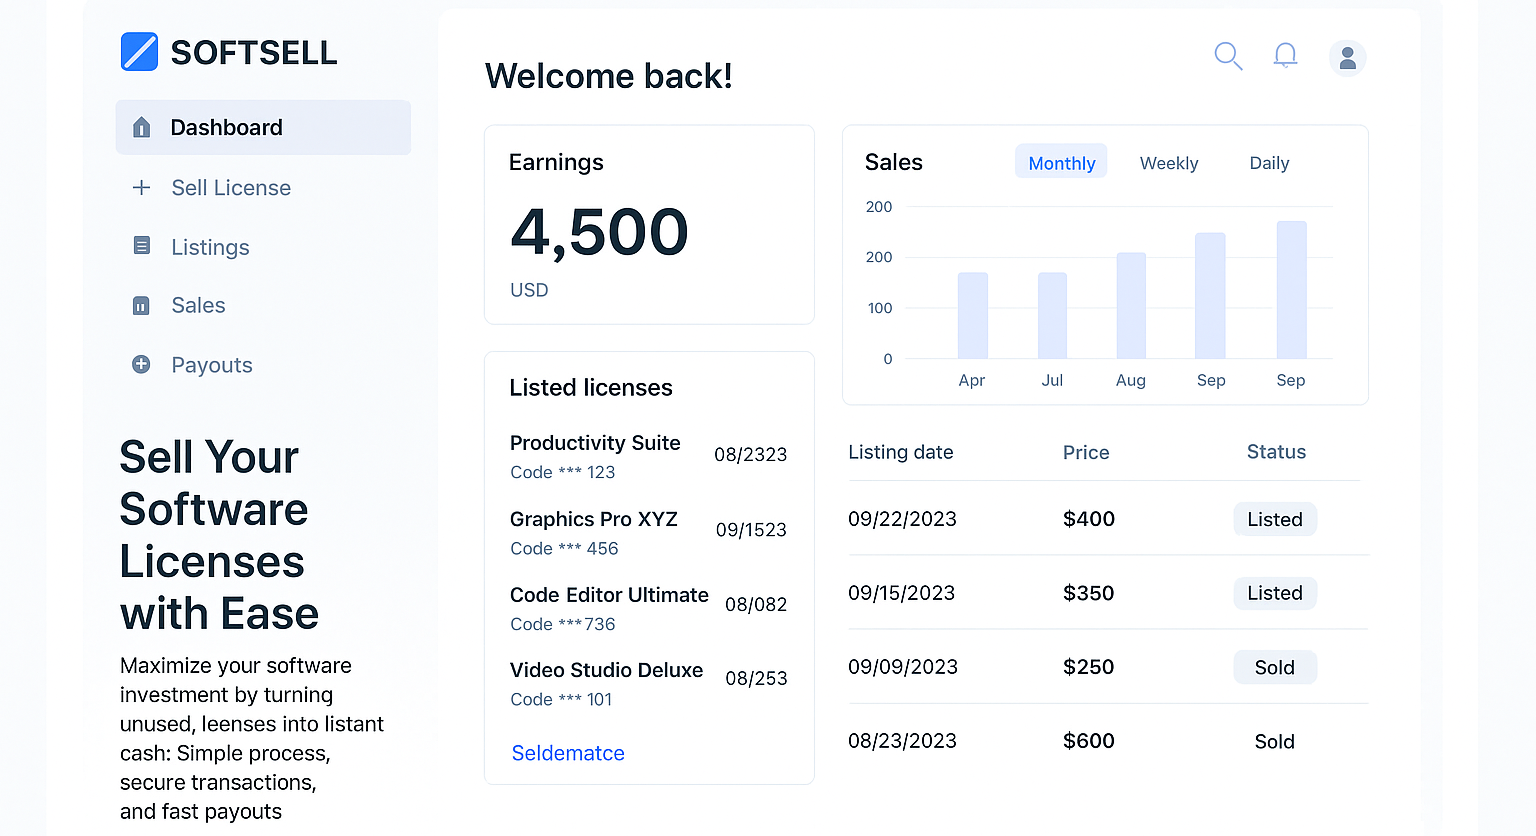 SOFTSELL
Dashboard
Sell License
Listings
Sales
Payouts
Sell Your
Software
Licenses
with Ease
Maximize your software
investment by turning
unused, leenses into listant
cash: Simple process,
secure transactions,
and fast payouts
Welcome back!
Earnings
4,500
USD
Listed licenses
Productivity Suite 08/2323
Code *** 123
Graphics Pro XYZ 09/1523
Code *** 456
Code Editor Ultimate 08/082
Code ***736
Video Studio Deluxe 08/253
Code *** 101
Seldematce
Sales Monthly Weekly Daily
200
200
100
0
Apr Jul Aug Sep Sep
Listing date Price Status
09/22/2023 $400 Listed
09/15/2023 $350 Listed
09/09/2023 $250 Sold
08/23/2023 $600 Sold